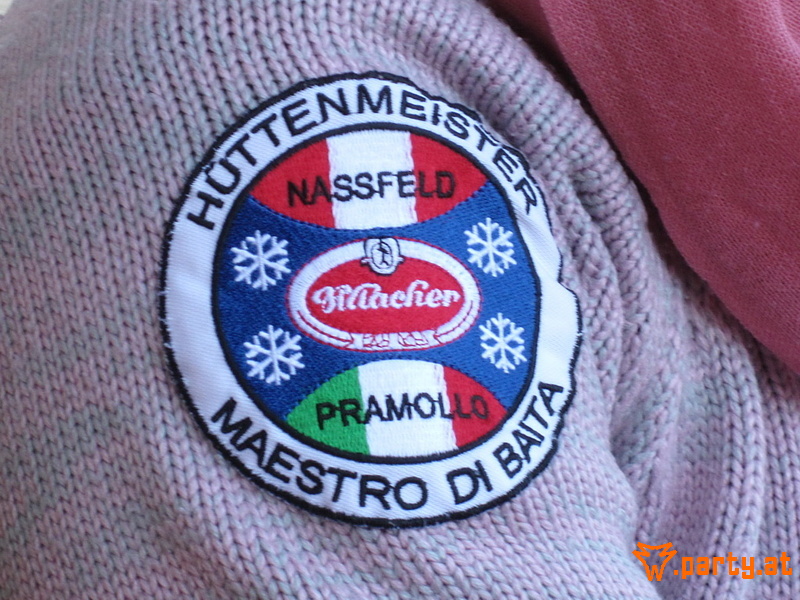 HÜTTENMEISTER
NASSFELD
Villacher
PRAMOLLO
MAESTRO DI BAITA
w.party.at